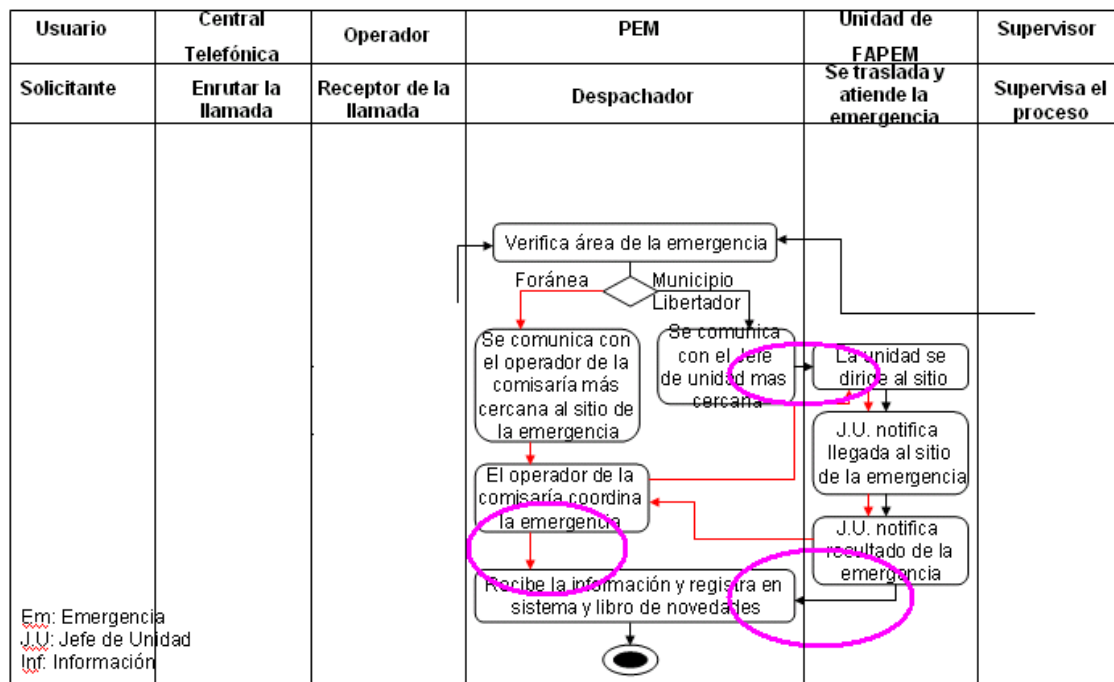 Usuario
Central
Telefónica
Operador
PEM
Unidad de
FAPEM
Supervisor
Solicitante
Enrutar la
llamada
Receptor de la
llamada
Despachador
Se traslada y
atiende la
emergencia
Supervisa el
proceso
Verifica área de la emergencia
Foránea
Municipio
Libertador
Se comunica con
el operador de la
comisaría más
cercana al sitio de
la emergencia
Se comunica
con el Jefe
de unidad mas
cercana
La unidad se
dirige al sitio
J.U. notifica
llegada al sitio
de la emergencia
El operador de la
comisaría coordina
la emergencia
J.U. notifica
resultado de la
emergencia
Recibe la información y registra en
sistema y libro de novedades
Em: Emergencia
J.U: Jefe de Unidad
Inf: Información